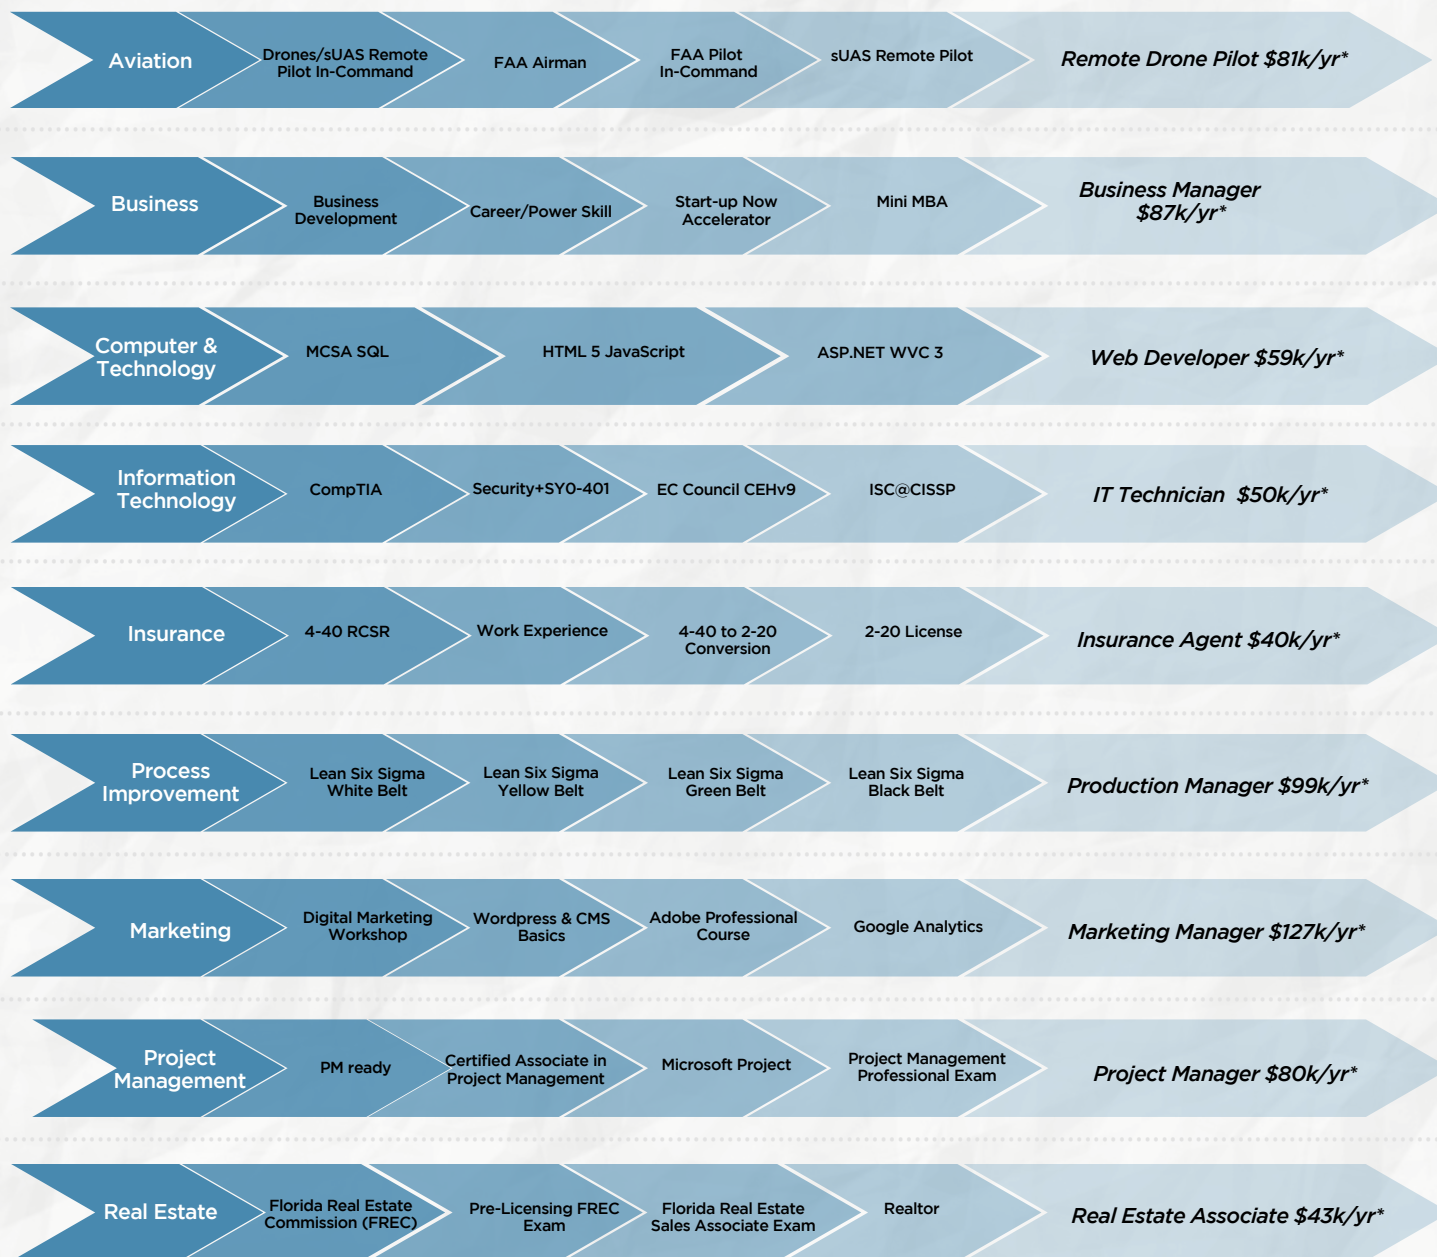 Aviation
Drones/sUAS Remote
Pilot In-Command
FAA Airman
FAA Pilot
In-Command
sUAS Remote Pilot
Remote Drone Pilot $81k/yr*
Business
Business
Development
Career/Power Skill
Start-up Now
Accelerator
Mini MBA
Business Manager
$87k/yr*
Computer &
Technology
MCSA SQL
HTML 5 JavaScript
ASP.NET WVC 3
Web Developer $59k/yr*
Information
Technology
CompTIA
Security+SY0-401
EC Council CEHv9
ISC@CISSP
IT Technician $50k/yr*
Insurance
4-40 RCSR
Work Experience
4-40 to 2-20
Conversion
2-20 License
Insurance Agent $40k/yr*
Process
Improvement
Lean Six Sigma
White Belt
Lean Six Sigma
Yellow Belt
Lean Six Sigma
Green Belt
Lean Six Sigma
Black Belt
Production Manager $99k/yr*
Marketing
Digital Marketing
Workshop
Wordpress & CMS
Basics
Adobe Professional
Course
Google Analytics
Marketing Manager $127k/yr*
Project
Management
PM ready
Certified Associate in
Project Management
Microsoft Project
Project Management
Professional Exam
Project Manager $80k/yr*
Real Estate
Florida Real Estate
Commission (FREC)
Pre-Licensing FREC
Exam
Florida Real Estate
Sales Associate Exam
Realtor
Real Estate Associate $43k/yr*